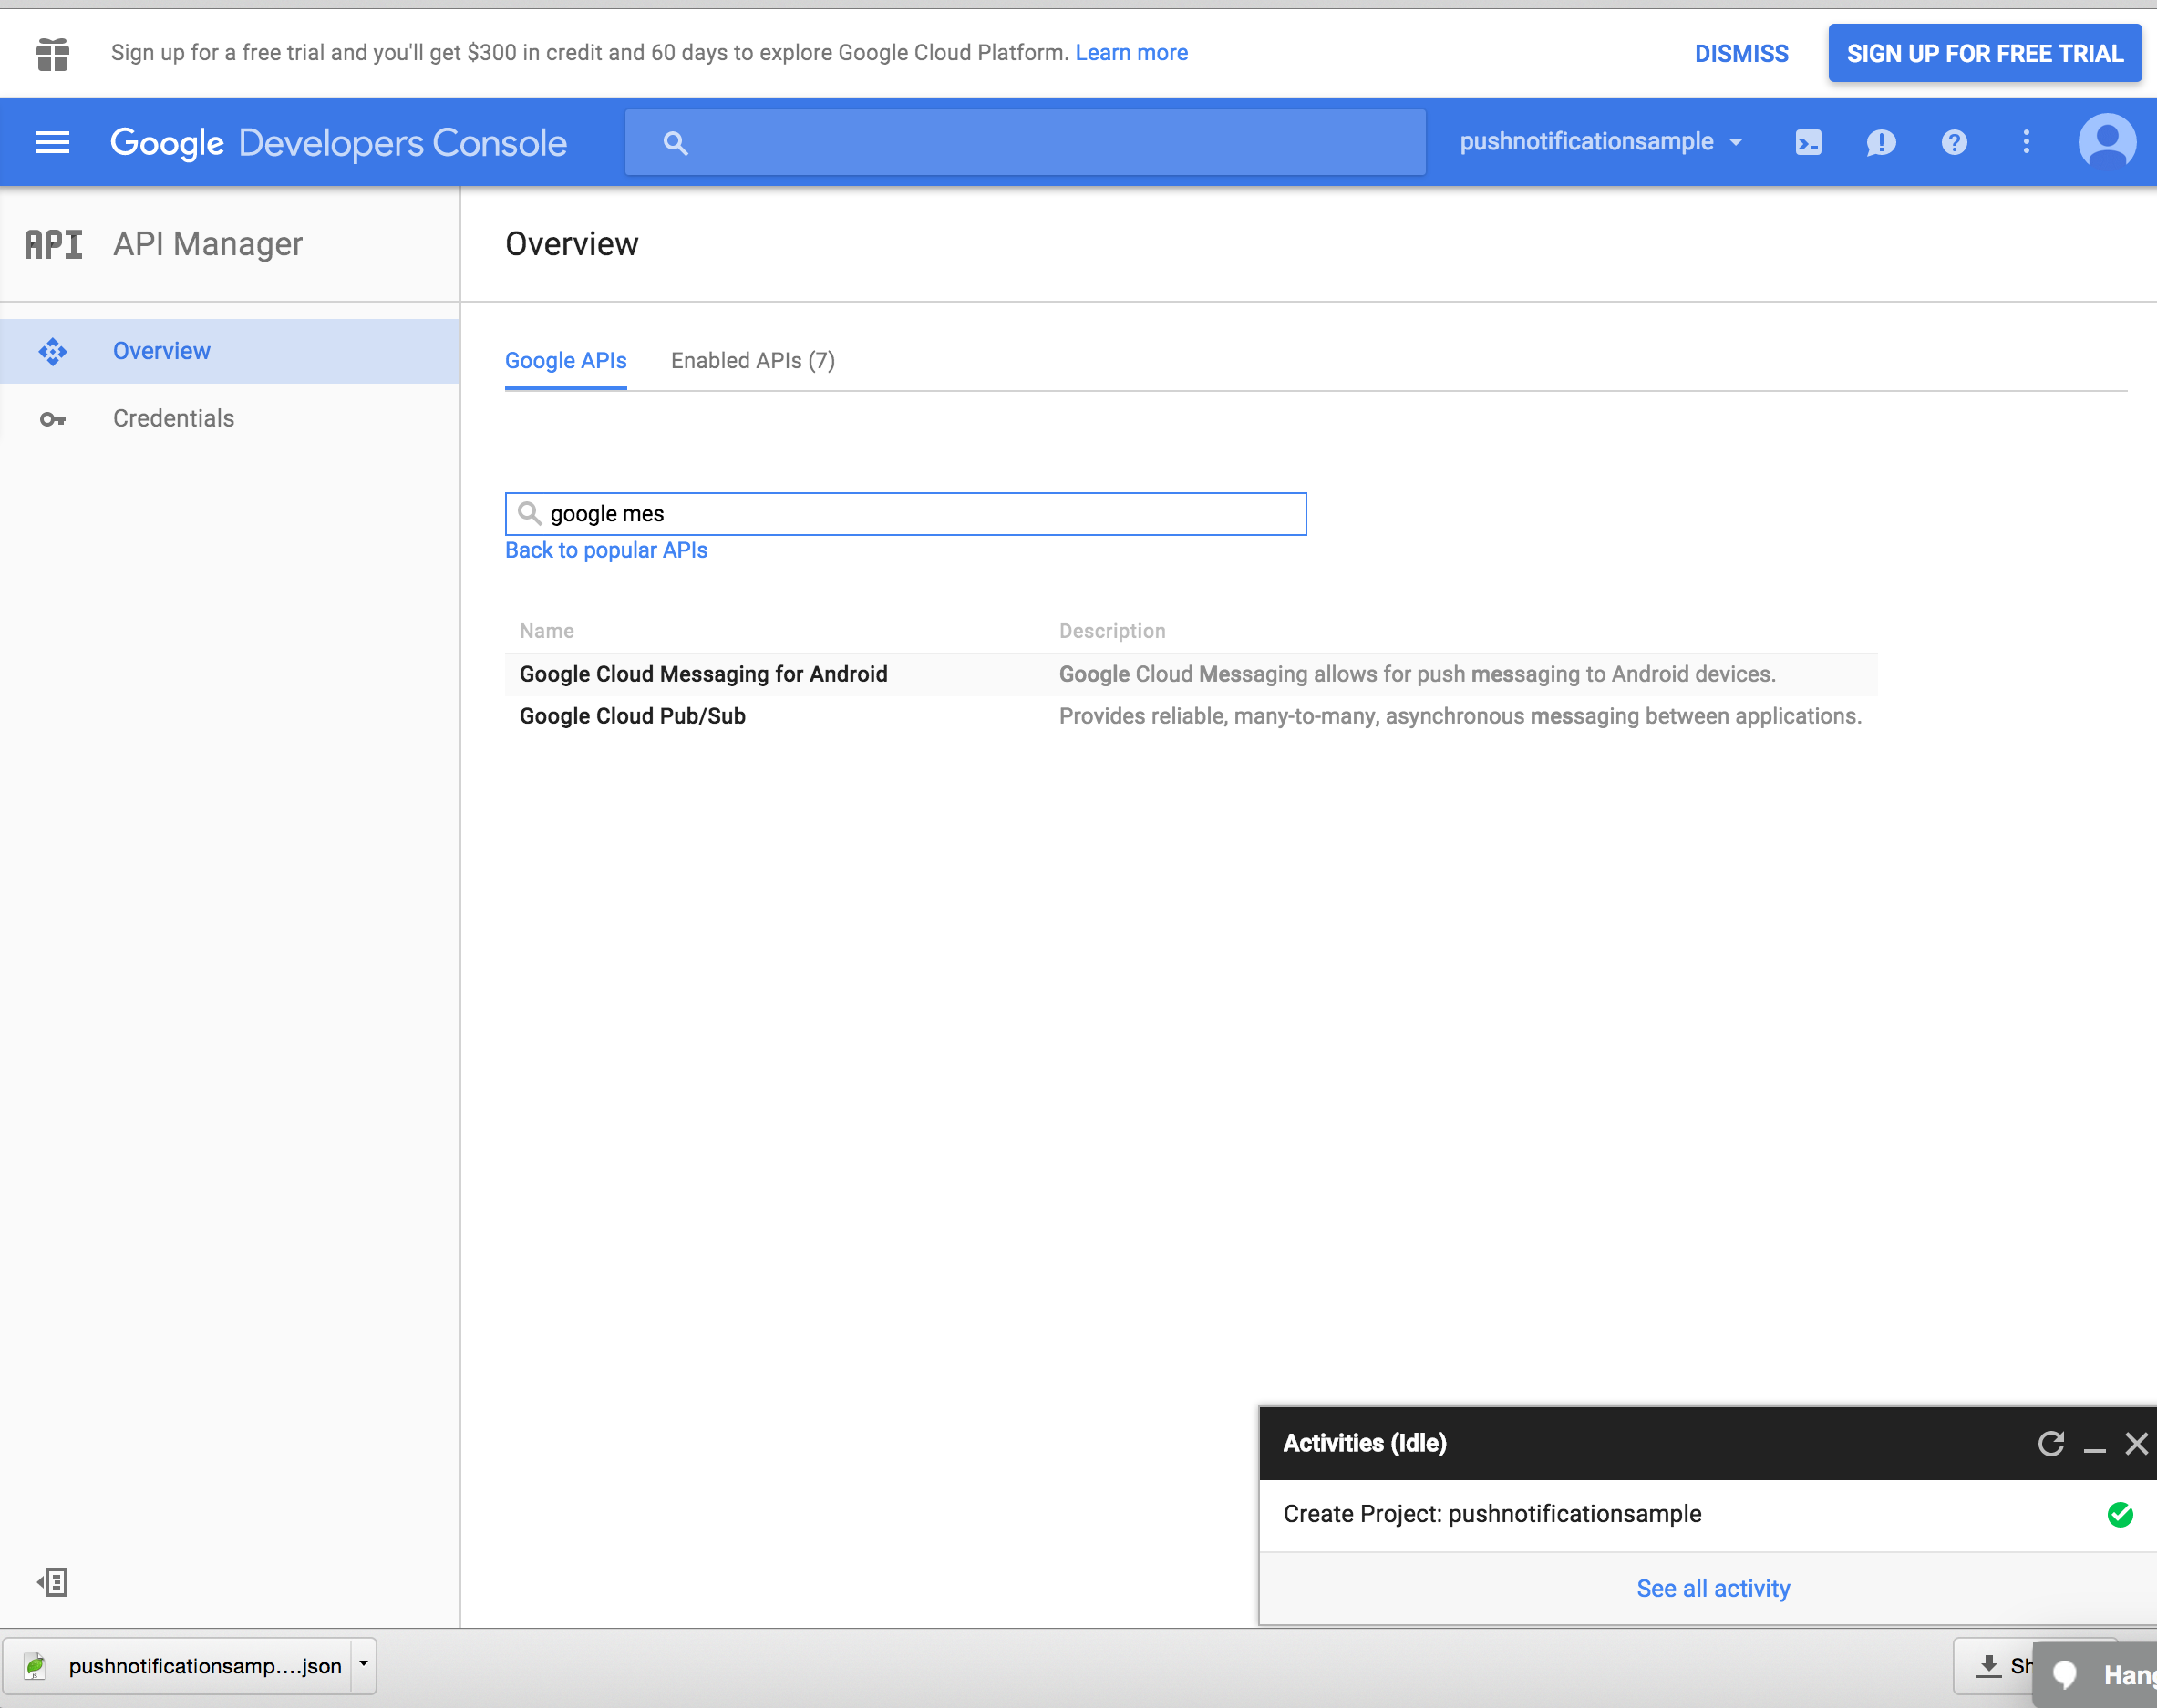 Sign up for a free trial and you'll get $300 in credit and 60 days to explore Google Cloud Platform. Learn more
DISMISS
SIGN UP FOR FREE TRIAL
Google Developers Console
pushnotificationsample
API API Manager
Overview
Overview
Credentials
Google APIs
Enabled APIs (7)
google mes
Back to popular APIs
Name Description
Google Cloud Messaging for Android Google Cloud Messaging allows for push messaging to Android devices.
Google Cloud Pub/Sub Provides reliable, many-to-many, asynchronous messaging between applications.
Activities (Idle)
Create Project: pushnotificationsample
See all activity
pushnotificationsamp....json